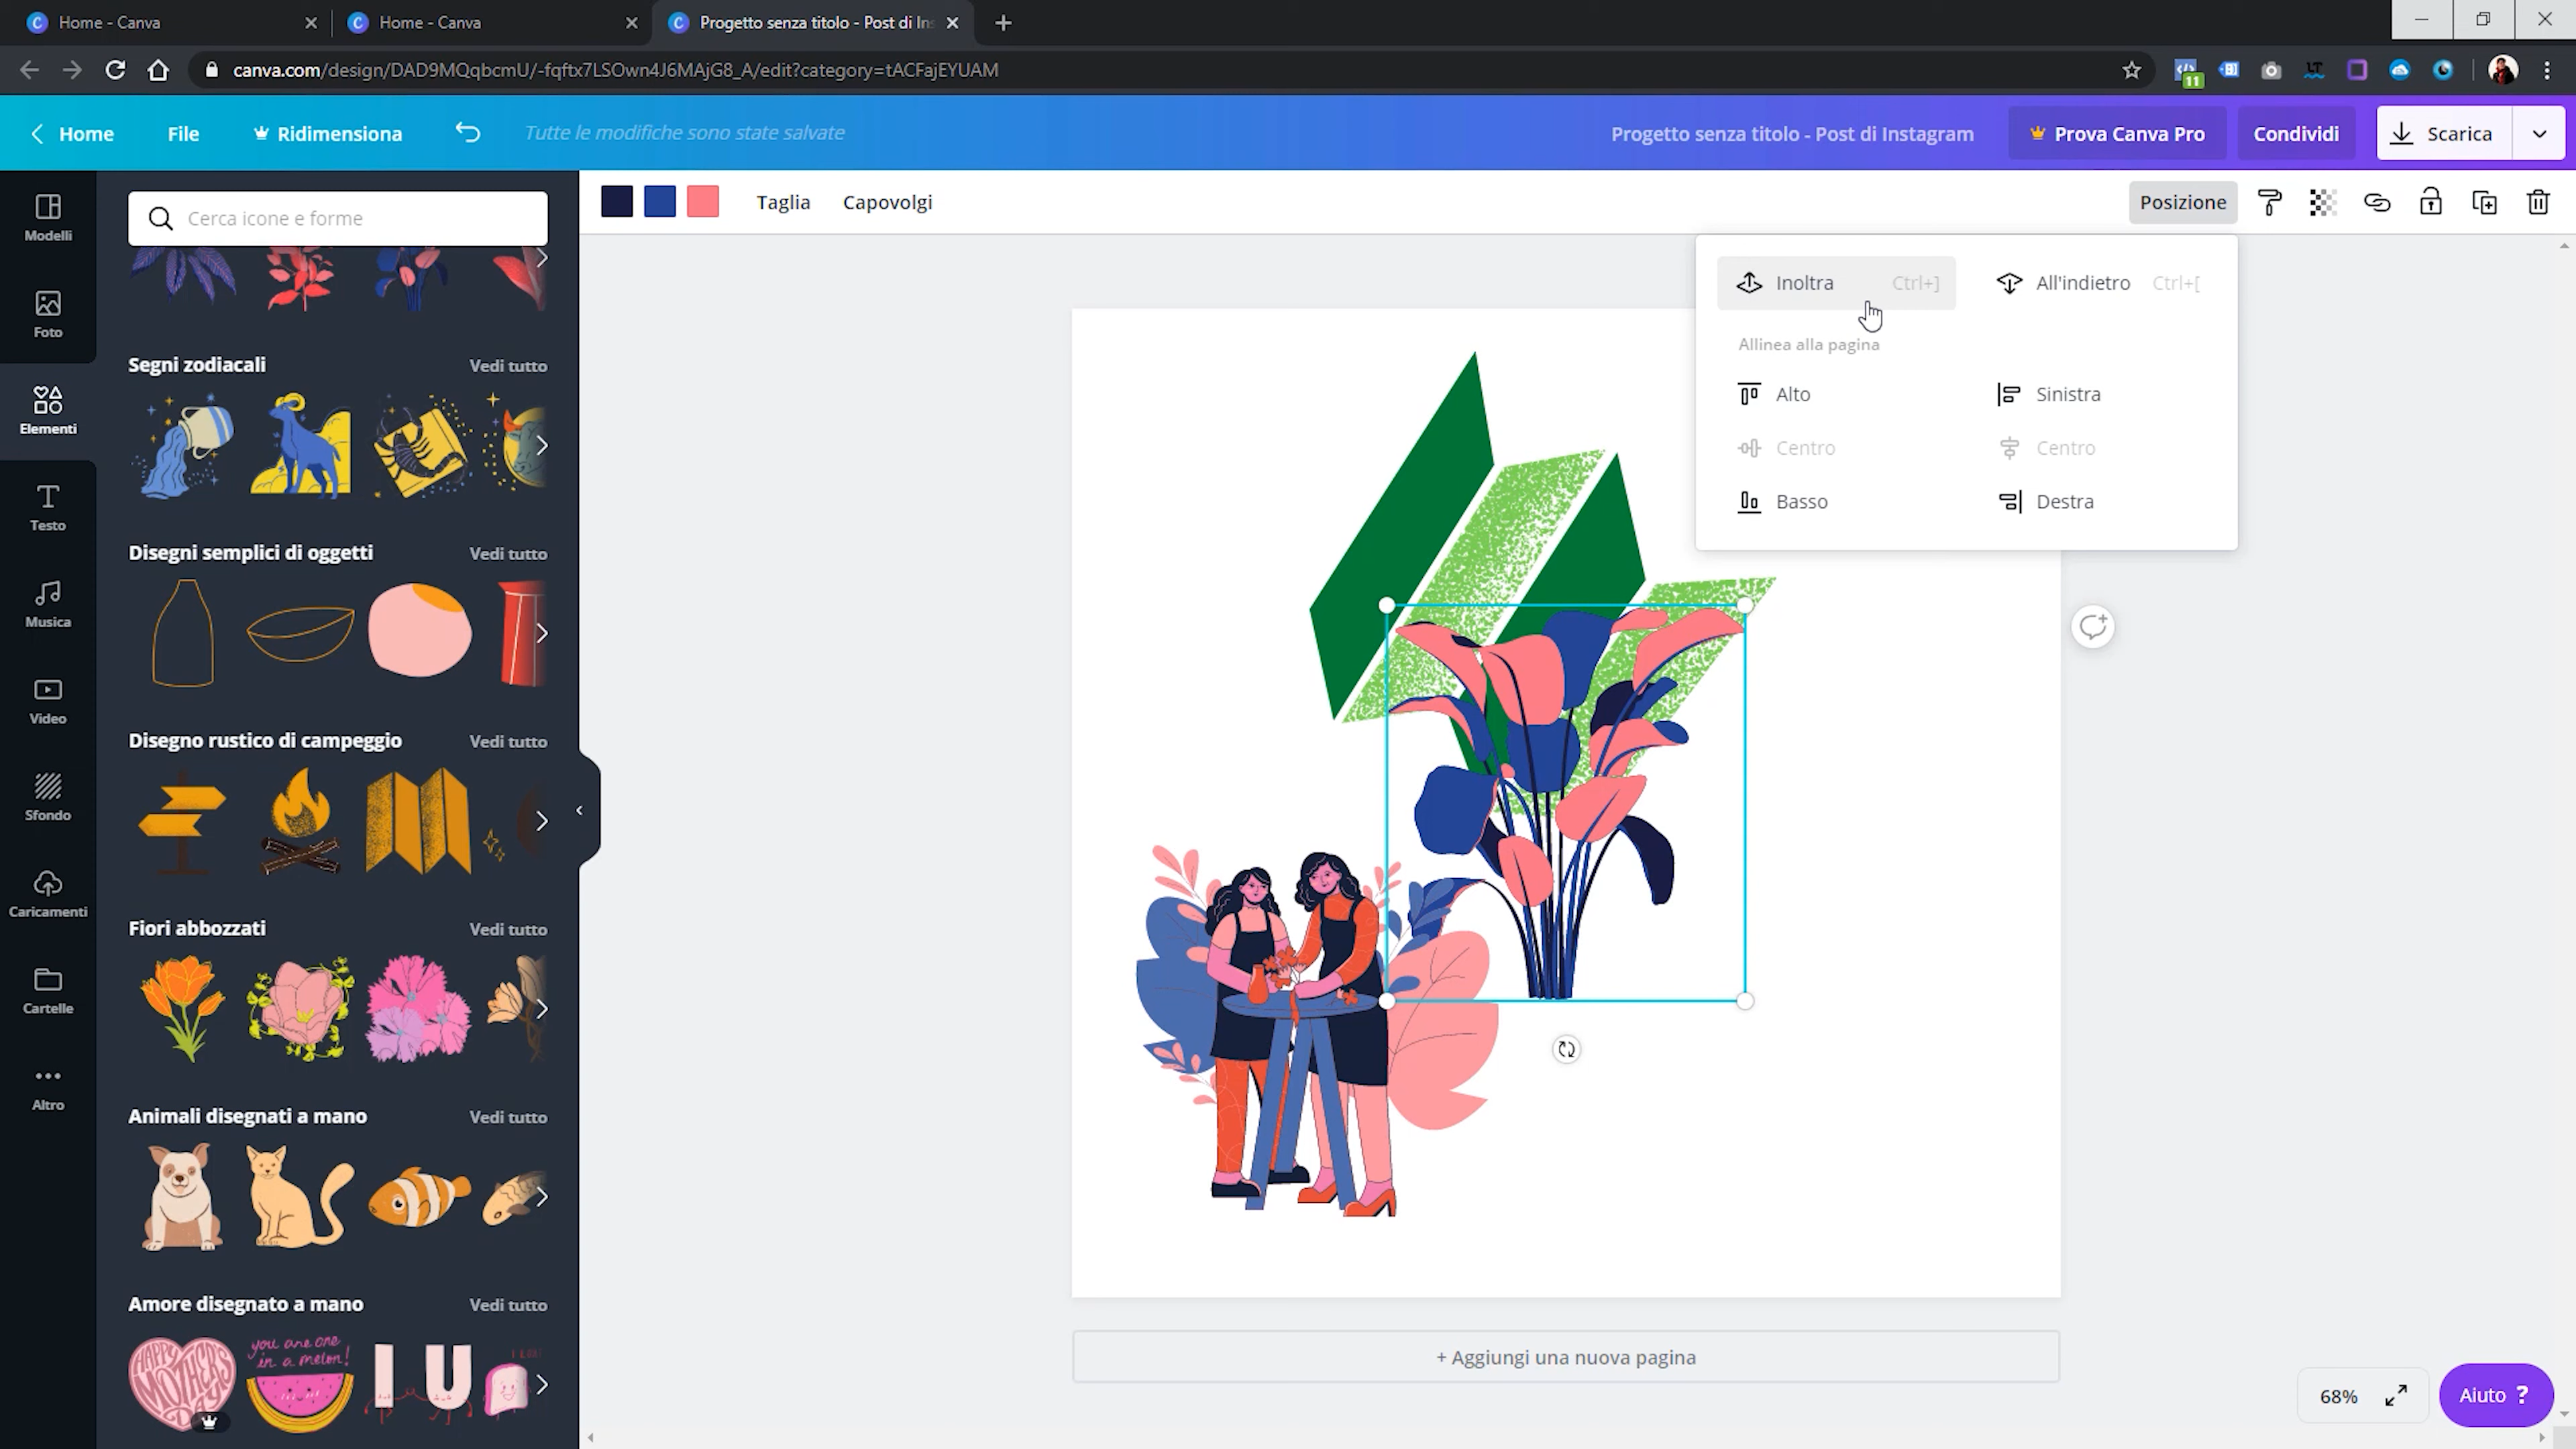 Home - Canva
Home - Canva
Progetto senza titolo - Post di Ins
canva.com/design/DAD9MQqbcmU/-fqftx7LSOwn4J6MAjG8_A/edit?category=tACFajEYUAM
11
Home
File
Ridimensiona
Tutte le modifiche sono state salvate
Progetto senza titolo - Post di Instagram
Prova Canva Pro
Condividi
Scarica
Modelli
Foto
Elementi
Testo
Musica
Video
Sfondo
Caricamenti
Cartelle
Altro
Cerca icone e forme
Segni zodiacali
Vedi tutto
Disegni semplici di oggetti
Vedi tutto
Disegno rustico di campeggio
Vedi tutto
Fiori abbozzati
Vedi tutto
Animali disegnati a mano
Vedi tutto
Amore disegnato a mano
Vedi tutto
HAPPY
MOTHER'S
DAY
you are one
in a melon!
I U
Taglia
Capovolgi
Posizione
Inoltra
Ctrl+]
All'indietro
Ctrl+[
Allinea alla pagina
Alto
Sinistra
Centro
Centro
Basso
Destra
+ Aggiungi una nuova pagina
68%
Aiuto ?